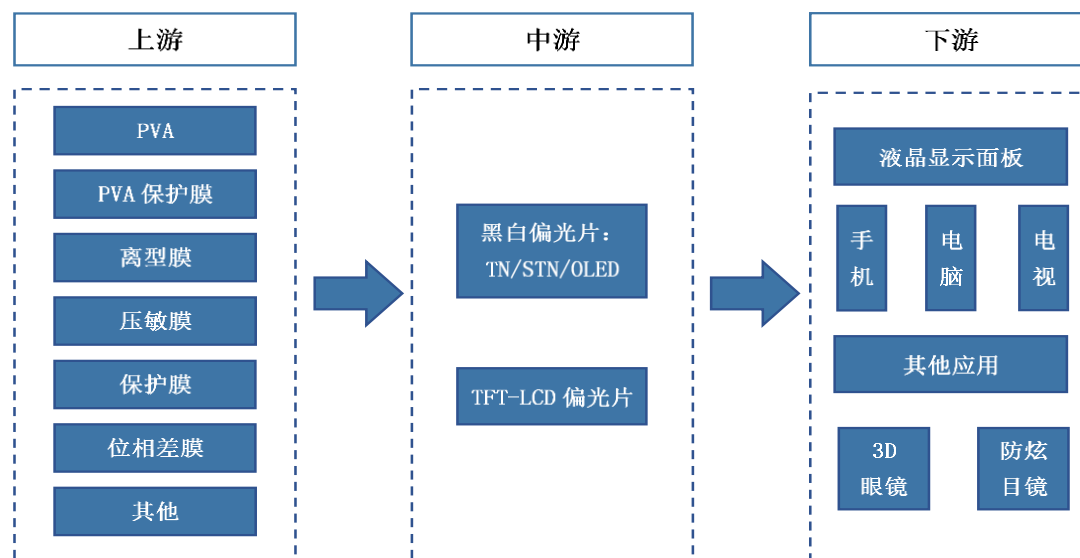 上游
PVA
PVA 保护膜
离型膜
压敏膜
保护膜
位相差膜
其他
中游
黑白偏光片:
TN/STN/OLED
TFT-LCD 偏光片
下游
液晶显示面板
手机
电脑
电视
其他应用
3D
眼镜
防炫
目镜